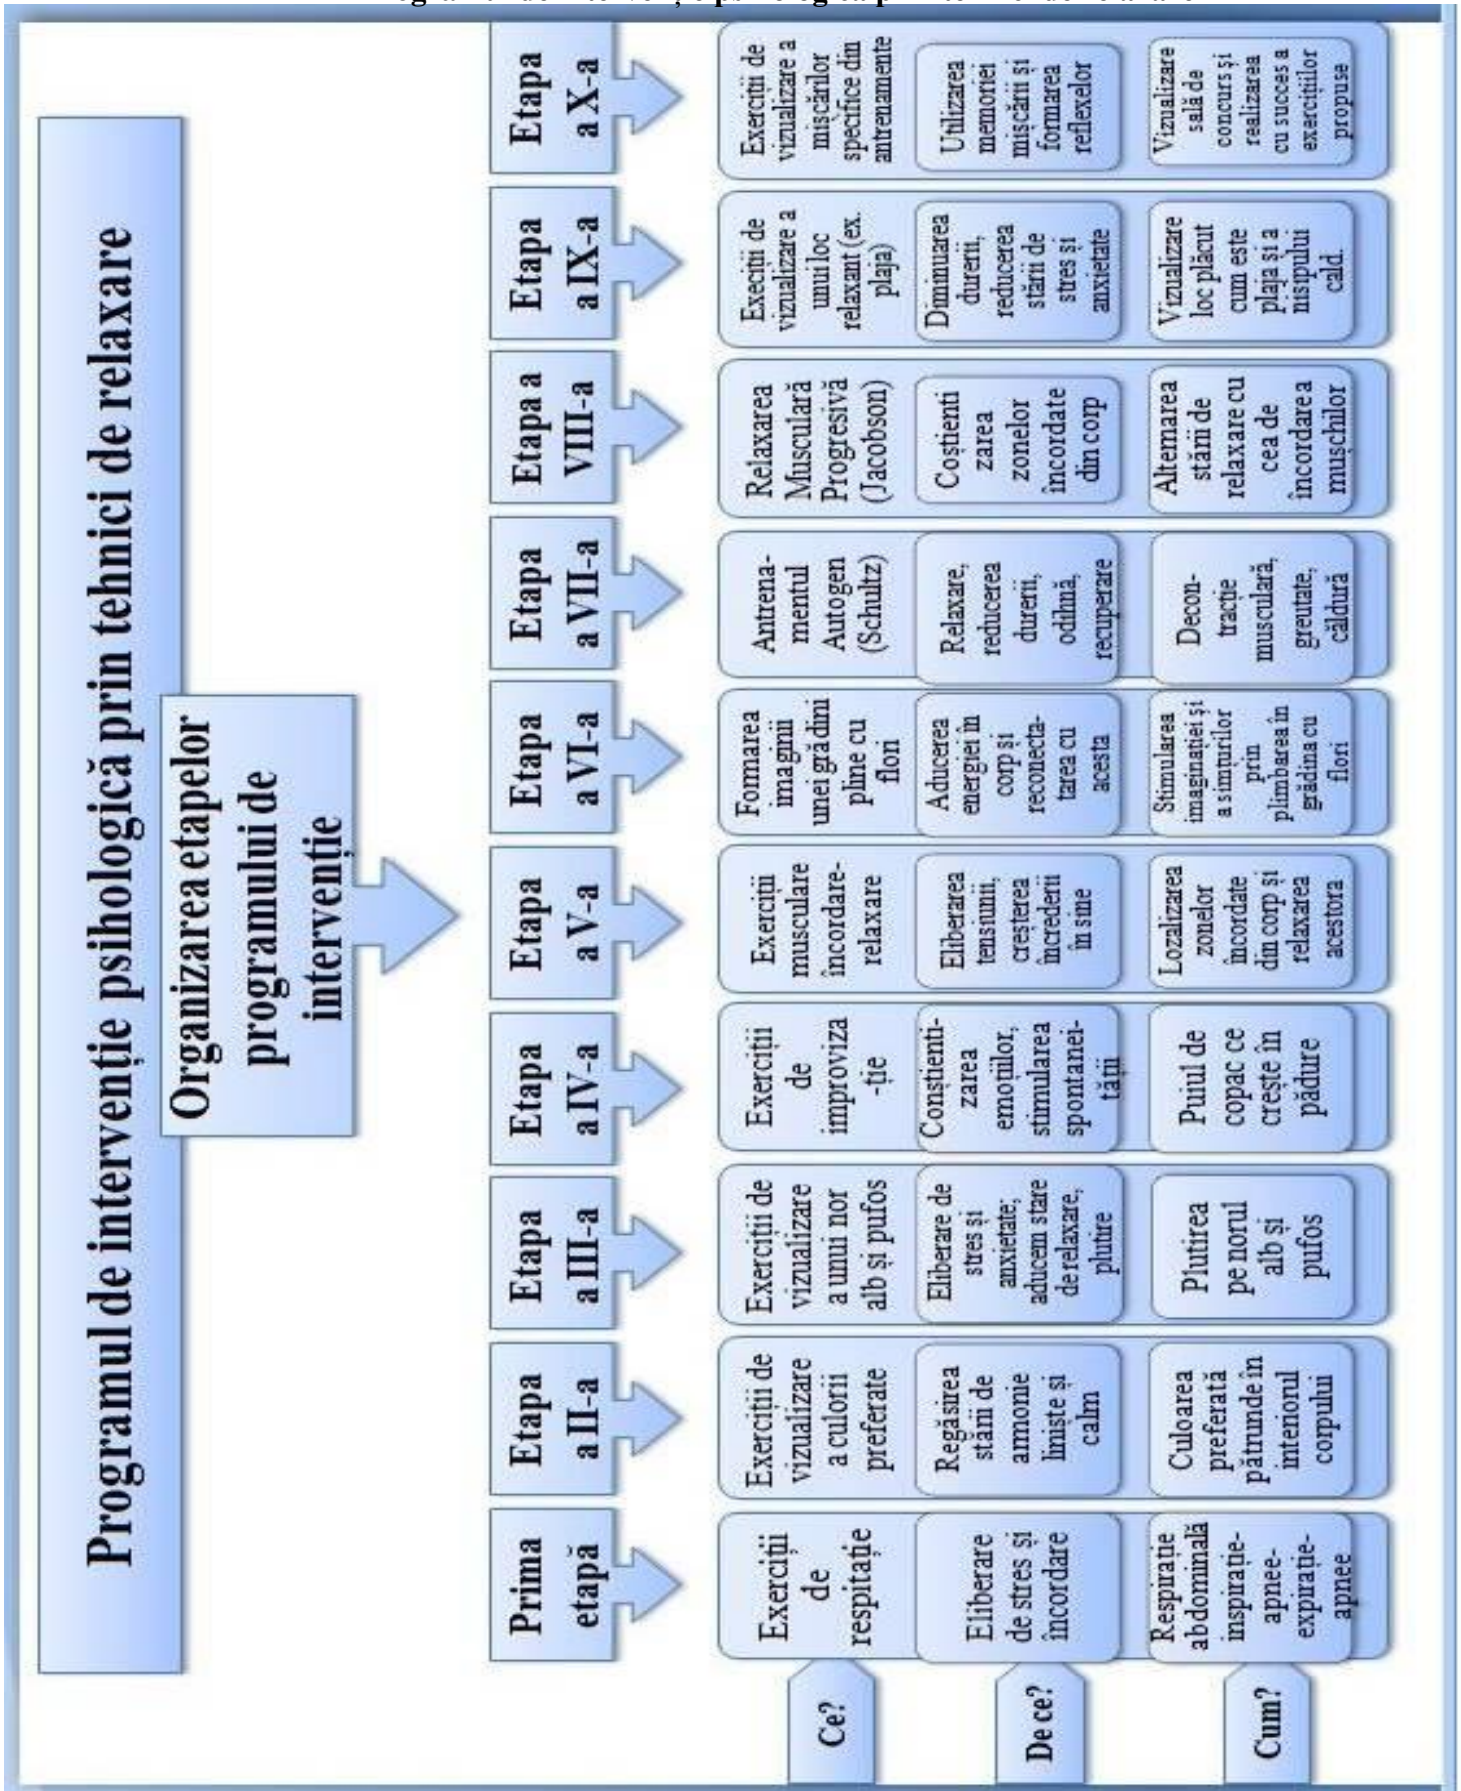 Programul de intervenție psihologică prin tehnici de relaxare
Organizarea etapelor
programului de
intervenție
Prima
etapă
Etapa
a II-a
Etapa
a III-a
Etapa
a IV-a
Etapa
a V-a
Etapa
a VI-a
Etapa
a VII-a
Etapa a
VIII-a
Etapa
a IX-a
Etapa
a X-a
Ce?
Exerciții
de
respitație
Exerciții de
vizualizare
a culorii
preferate
Exerciții de
vizualizare
a unui nor
alb și pufos
Exerciții
de
improviza
-ție
Exerciții
musculare
încordare-
relaxare
Formarea
imaginii
unei grădini
pline cu
flori
Antrena-
mentul
Autogen
(Schultz)
Relaxarea
Musculară
Progresivă
(Jacobson)
Execiții de
vizualizare a
unui loc
relaxant (ex.
plaja)
Exerciții de
vizualizare a
mișcărilor
specifice din
antrenamente
De ce?
Eliberare
de stres și
încordare
Regăsirea
stării de
armonie
liniște și
calm
Eliberare de
stres și
anxietate;
aducem stare
de relaxare,
plutire
Conștienti-
zarea
emoțiilor,
stimularea
spontanei-
tății
Eliberarea
tensiunii,
creșterea
încrederii
în sine
Aducerea
energiei în
corp și
reconecta-
tarea cu
acesta
Relaxare,
reducerea
durerii,
odihnă,
recuperare
Coștienti
zarea
zonelor
încordate
din corp
Diminuarea
durerii,
reducerea
stării de
stres și
anxietate
Utilizarea
memoriei
mișcării și
formarea
reflexelor
Cum?
Respirație
abdominală
inspirație-
apnee-
expirație-
apnee
Culoarea
preferată
pătrunde în
interiorul
corpului
Plutirea
pe norul
alb și
pufos
Puiul de
copac ce
crește în
pădure
Lozalizarea
zonelor
încordate
din corp și
relaxarea
acestora
Stimularea
imaginației și
a simțurilor
prin
plimbarea în
grădina cu
flori
Decon-
tracție
musculară,
greutate,
căldură
Alternarea
stării de
relaxare cu
cea de
încordare a
mușchilor
Vizualizare
loc plăcut
cum este
plaja și a
nisipului
cald.
Vizualizare
sală de
concurs și
realizarea
cu succes a
exercițiilor
propuse